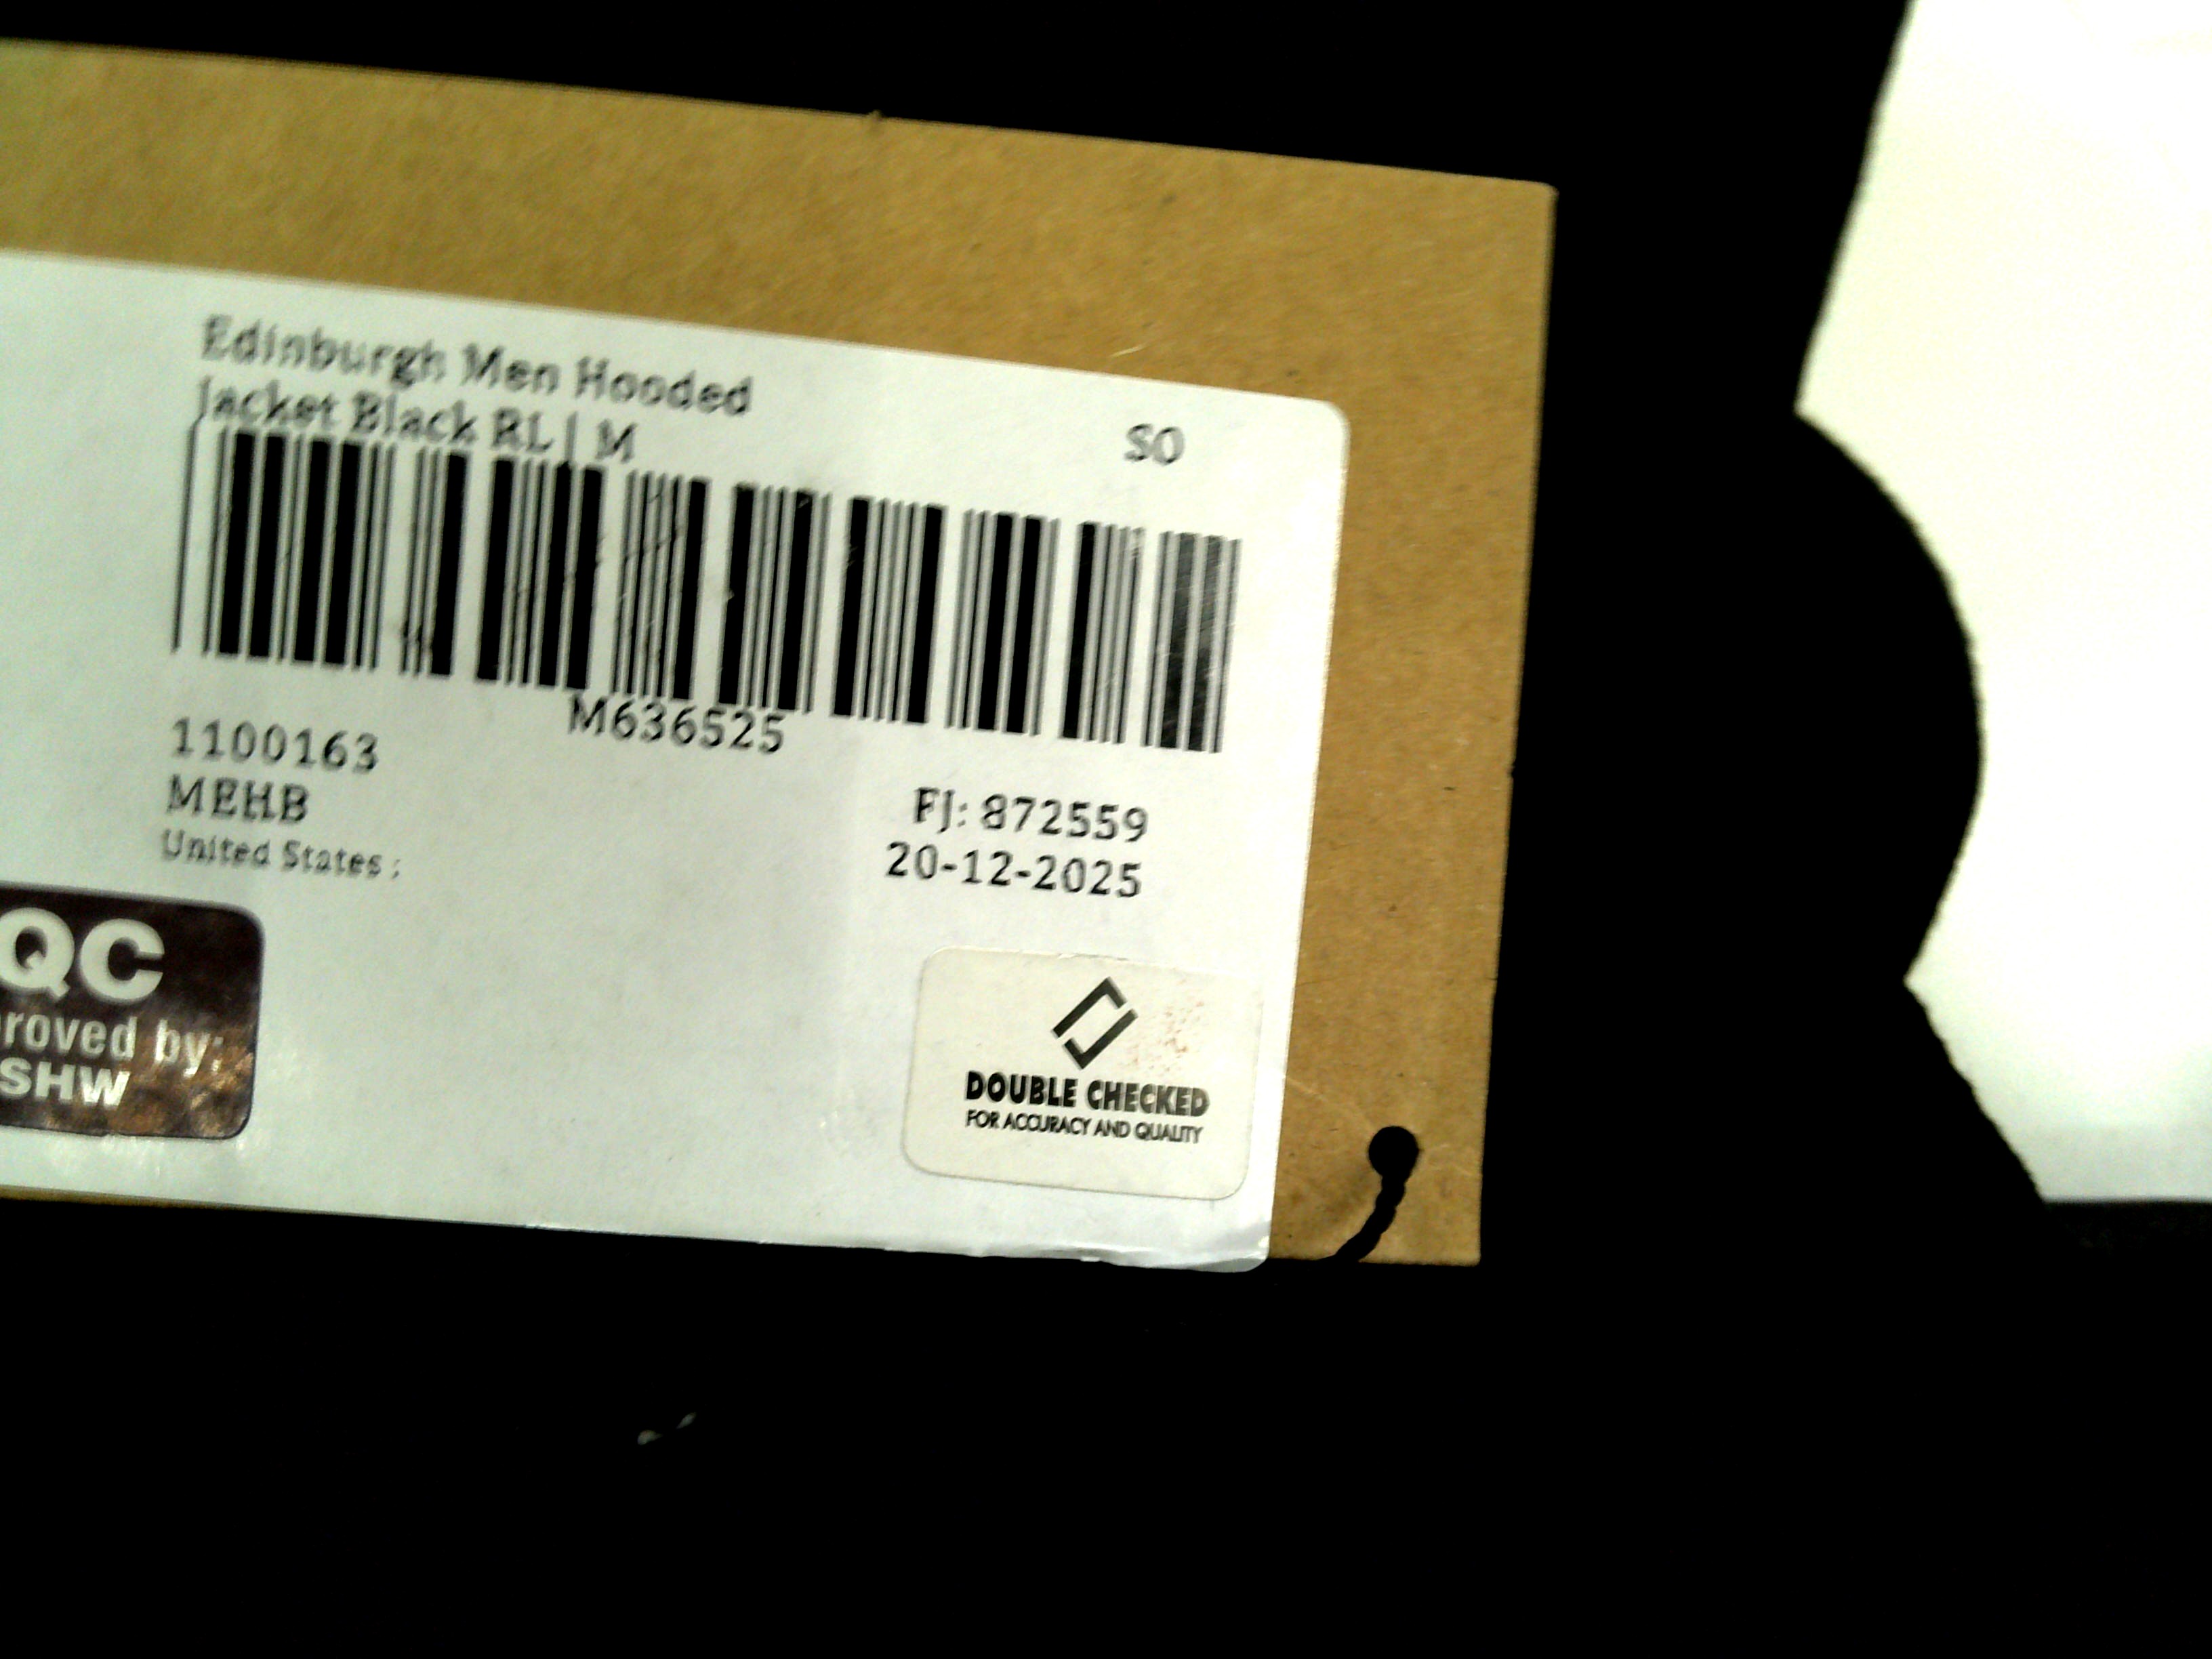 Edinburgh Men Hooded
Jacket Black RL | M
SO
M636525
1100163
MEHB
United States ;
FJ: 872559
20-12-2025
QC
roved by:
SHW
DOUBLE CHECKED
FOR ACCURACY AND QUALITY